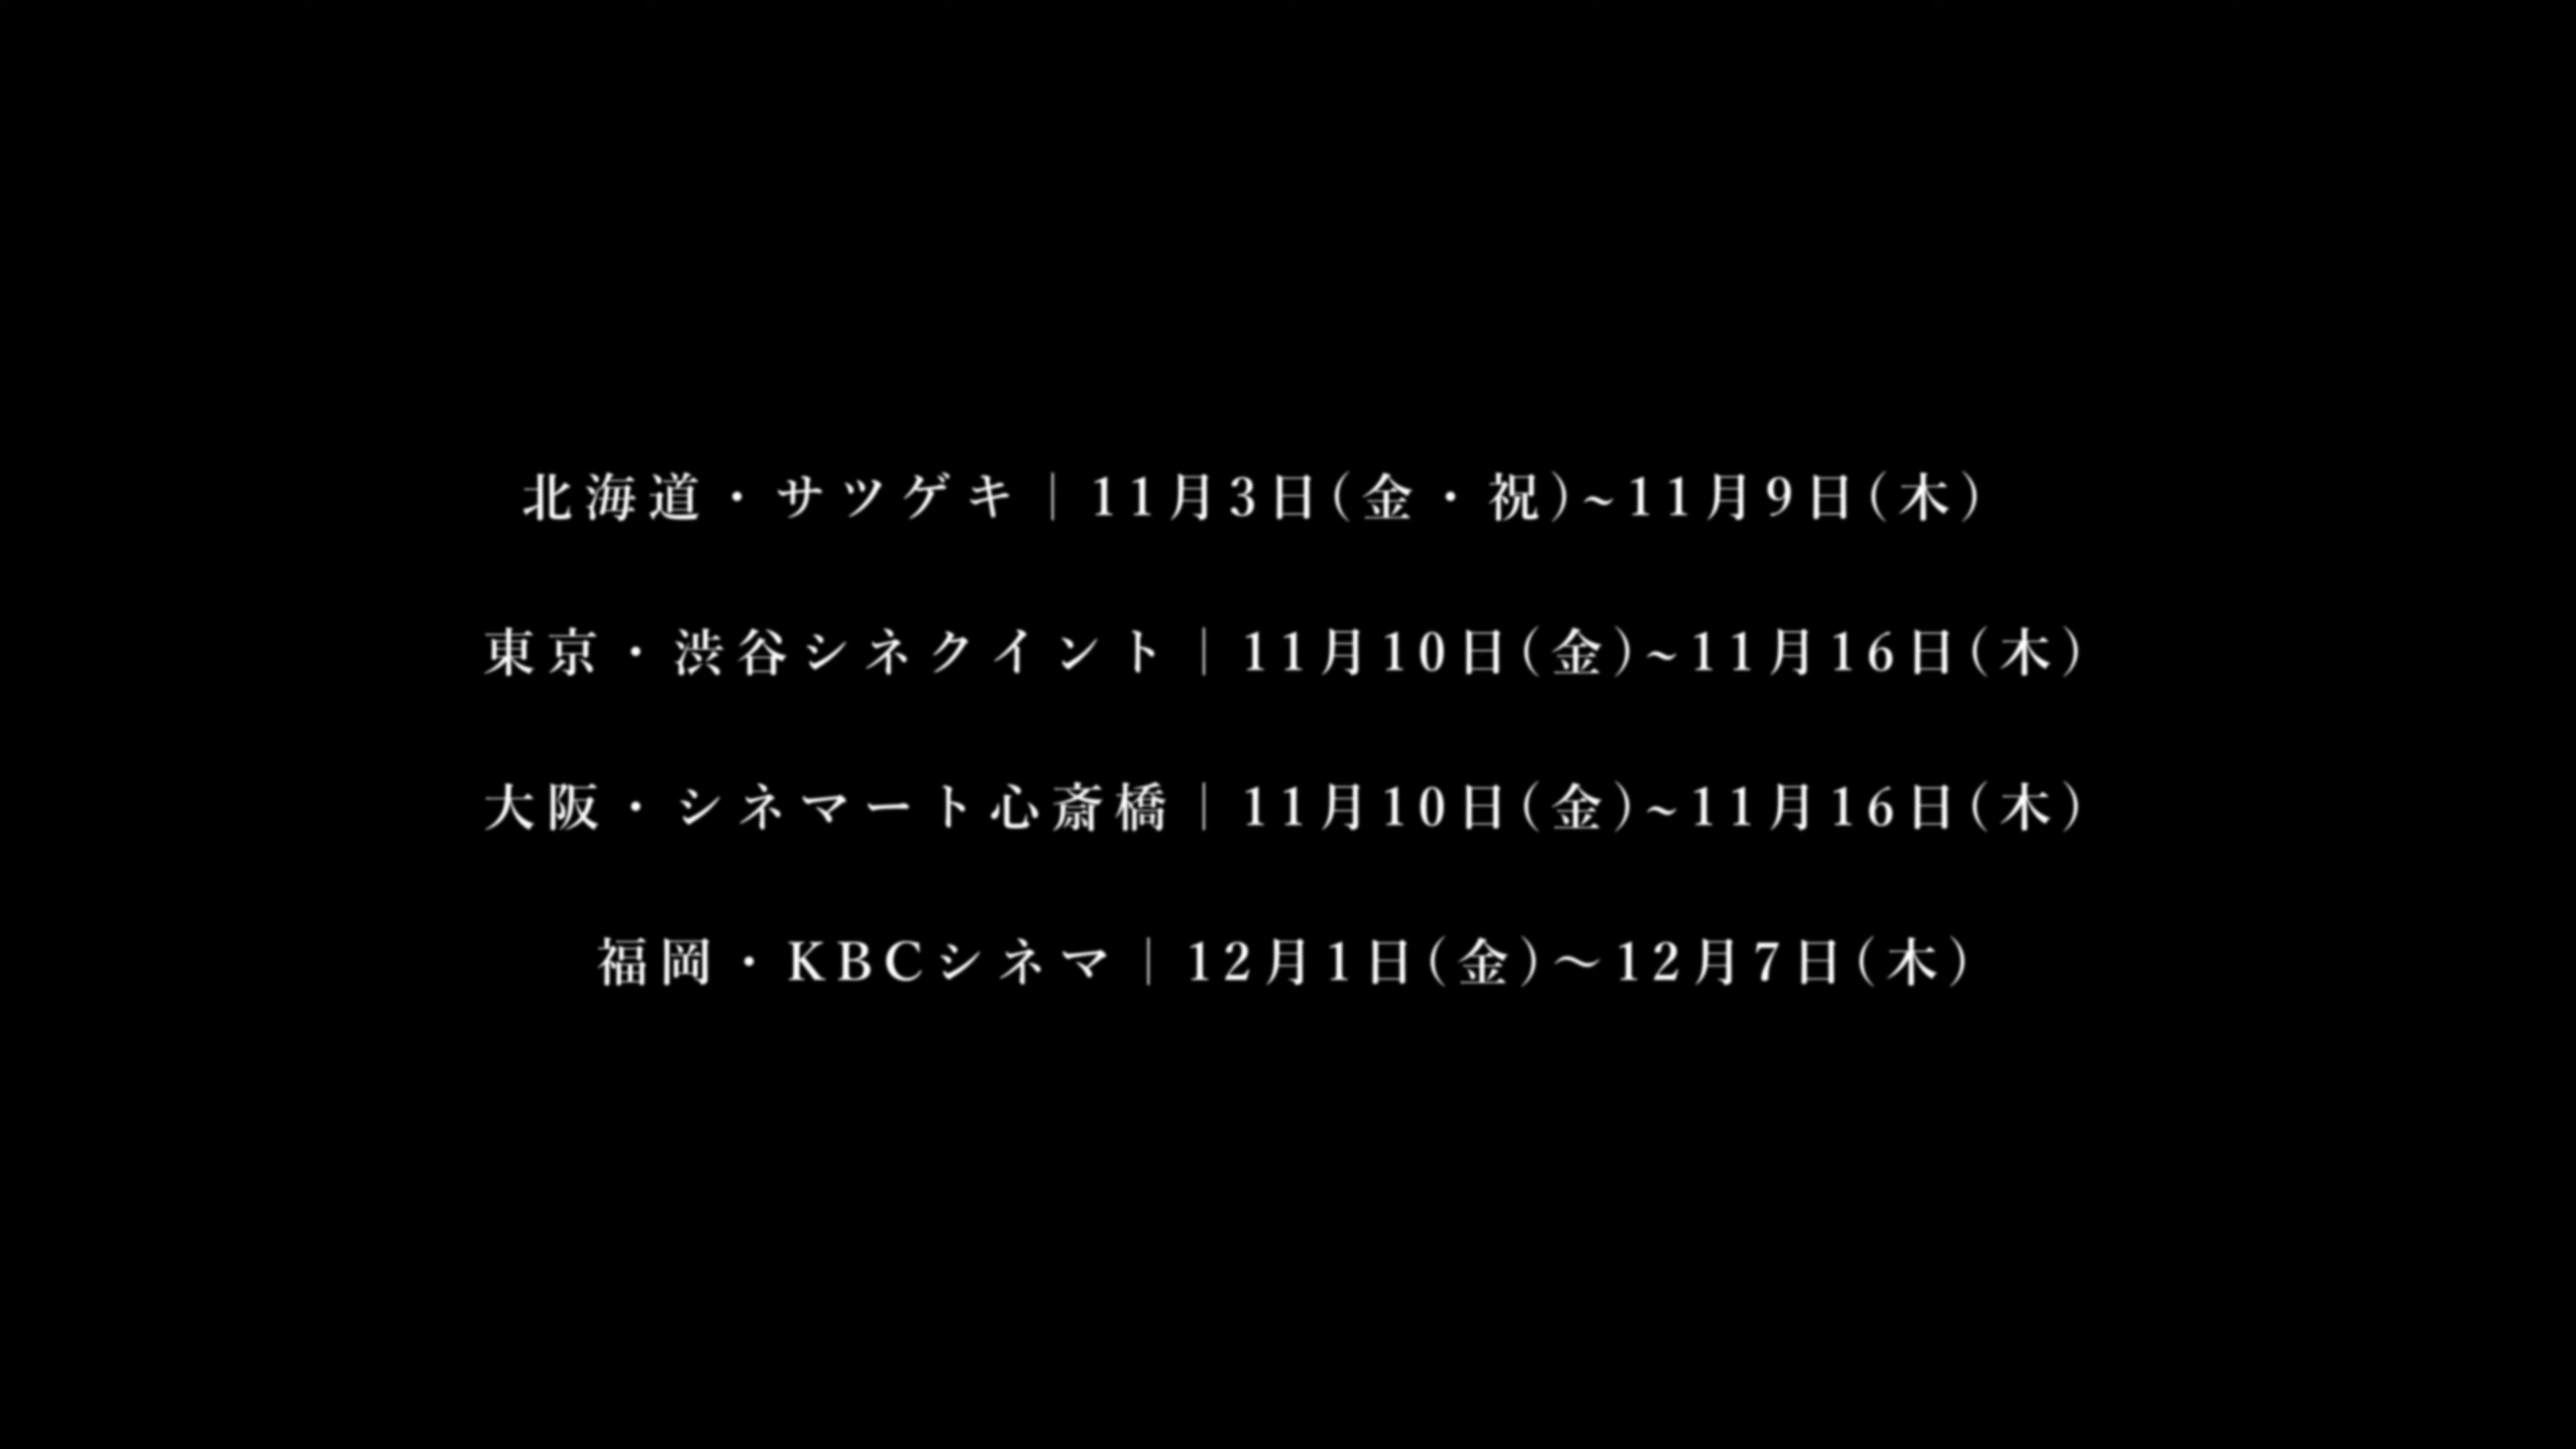 北海道・サツゲキ｜11月3日(金・祝)~11月9日(木)
東京・渋谷シネクイント｜11月10日(金)~11月16日(木)
大阪・シネマート心斎橋｜11月10日(金)~11月16日(木)
福岡・KBCシネマ｜12月1日(金)〜12月7日(木)